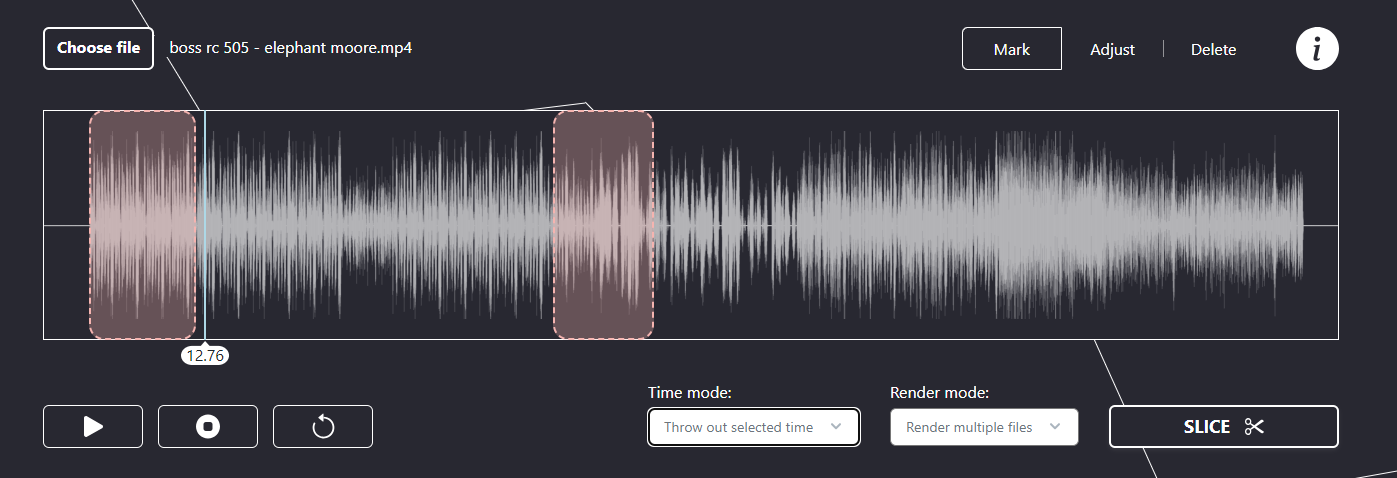 Choose file
boss rc 505 - elephant moore.mp4
Mark
Adjust
Delete
i
12.76
Time mode:
Throw out selected time
Render mode:
Render multiple files
SLICE